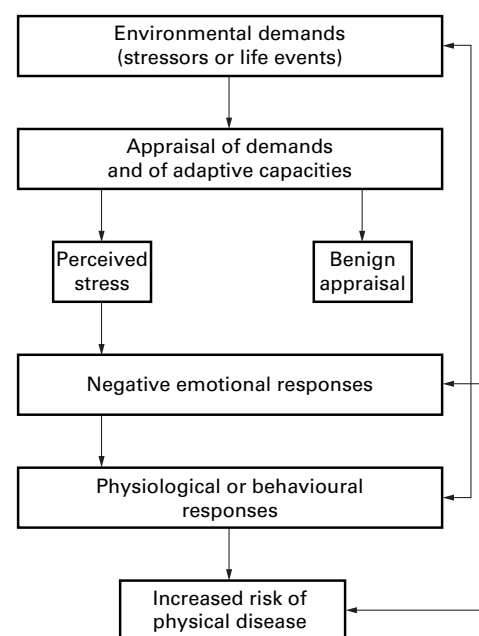 Environmental demands
(stressors or life events)
Appraisal of demands
and of adaptive capacities
Perceived
stress
Benign
appraisal
Negative emotional responses
Physiological or behavioural
responses
Increased risk of
physical disease